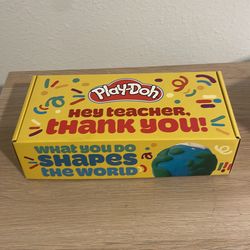 Play-Doh
Hey Teacher,
thank you!
What you do
SHAPES
the world